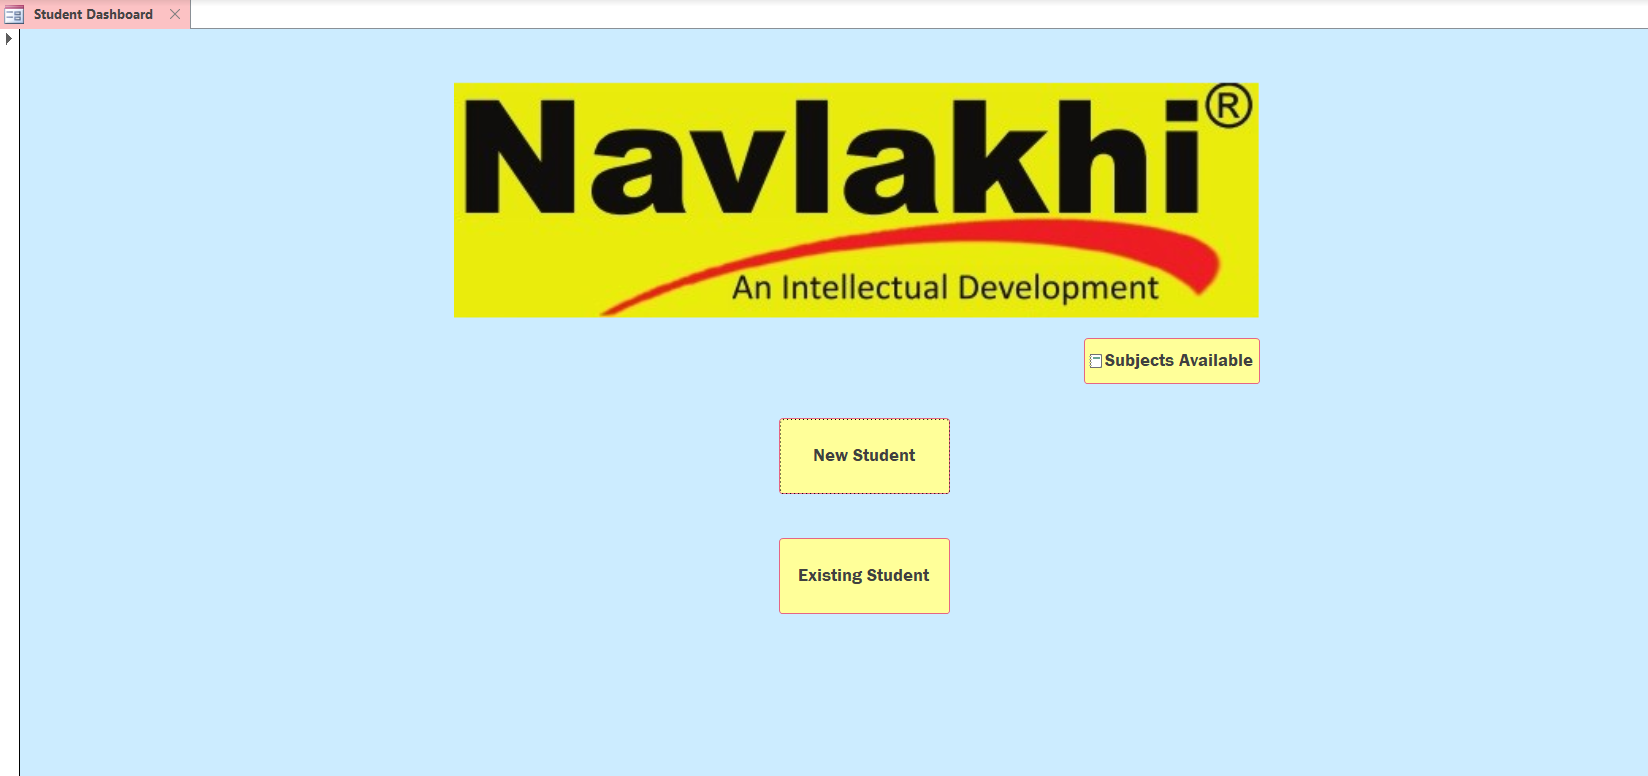 Student Dashboard
Navlakhi®
An Intellectual Development
Subjects Available
New Student
Existing Student